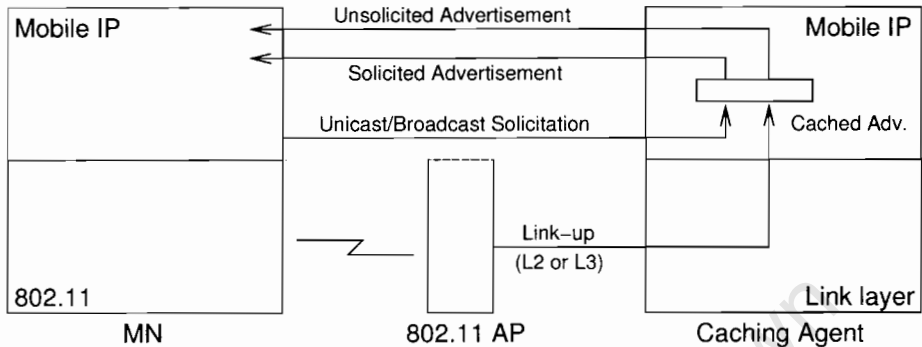 Unsolicited Advertisement
Mobile IP
Mobile IP
Solicited Advertisement
Unicast/Broadcast Solicitation
Cached Adv.
Link-up
(L2 or L3)
802.11
Link layer
MN
802.11 AP
Caching Agent